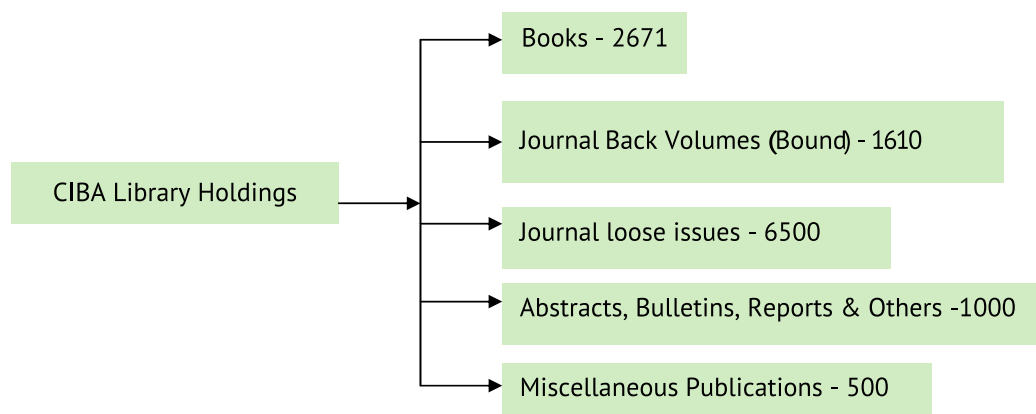 Books - 2671
Journal Back Volumes (Bound) - 1610
CIBA Library Holdings
Journal loose issues - 6500
Abstracts, Bulletins, Reports & Others -1000
Miscellaneous Publications - 500